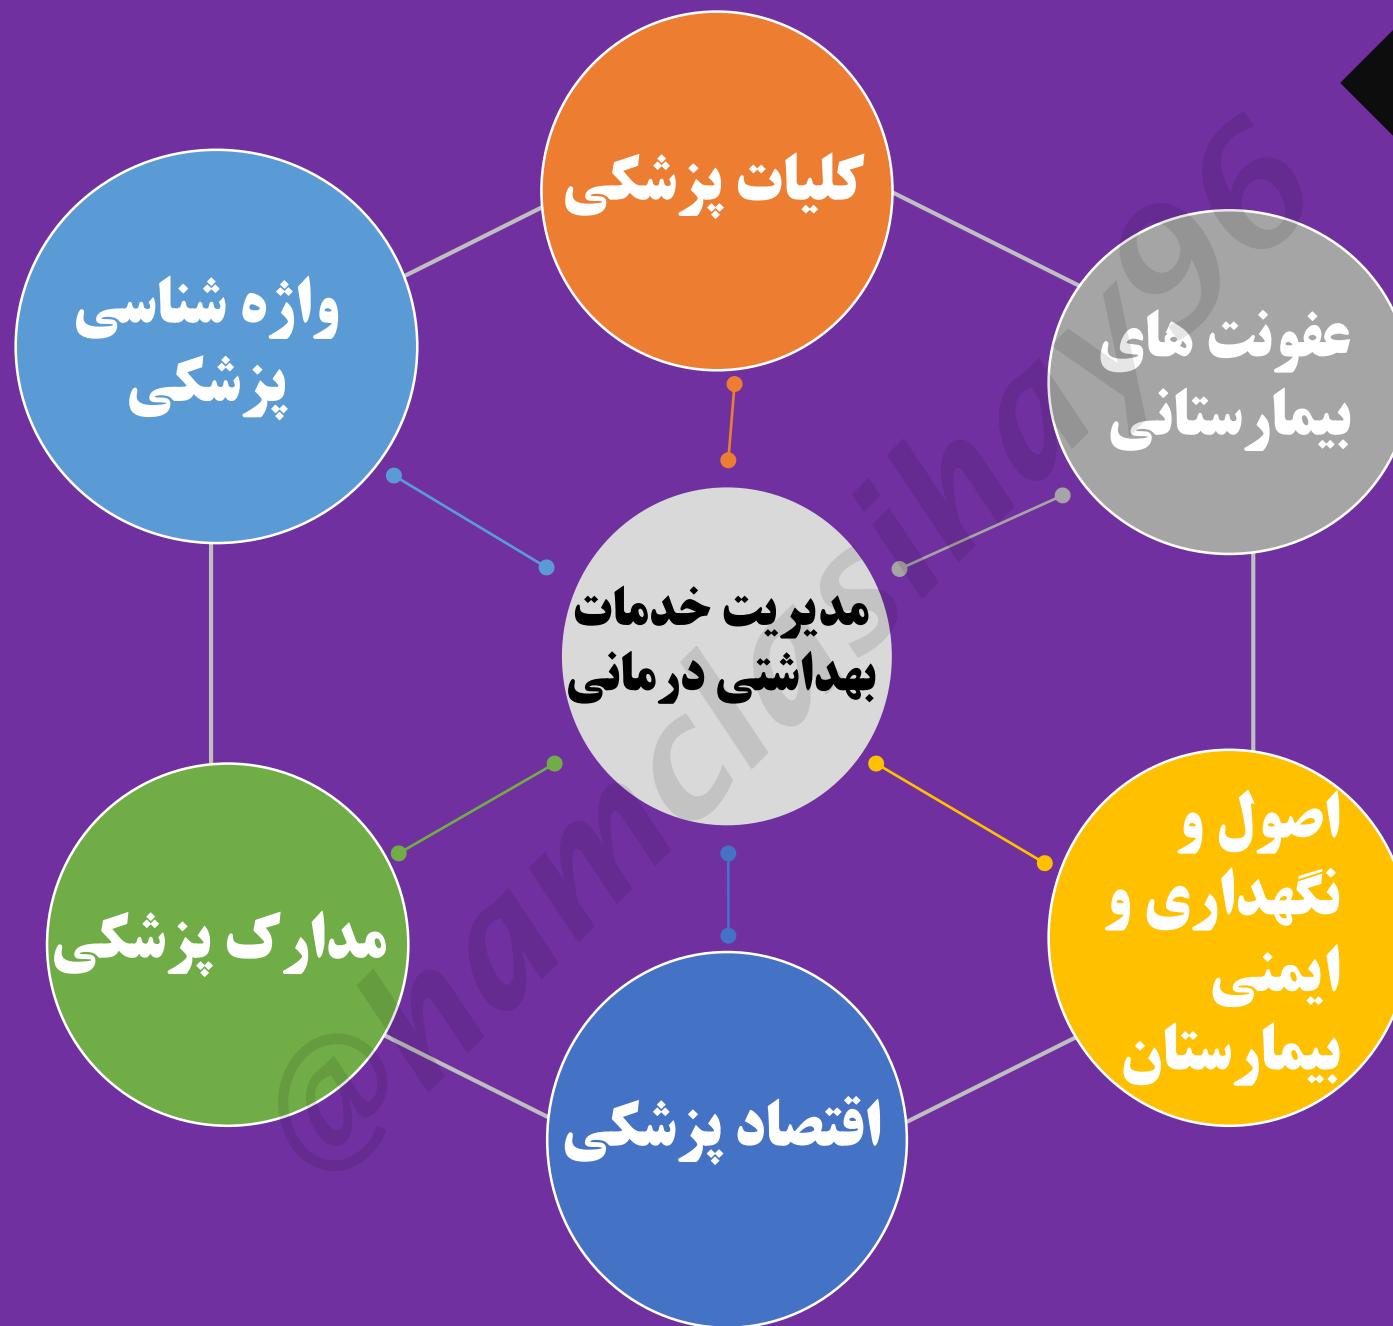 کلیات پزشکی
واژه شناسی
پزشکی
عفونت های
بیمارستانی
مدیریت خدمات
بهداشتی درمانی
اصول و
نگهداری و
ایمنی
بیمارستان
مدارک پزشکی
اقتصاد پزشکی
@hamclasihay96